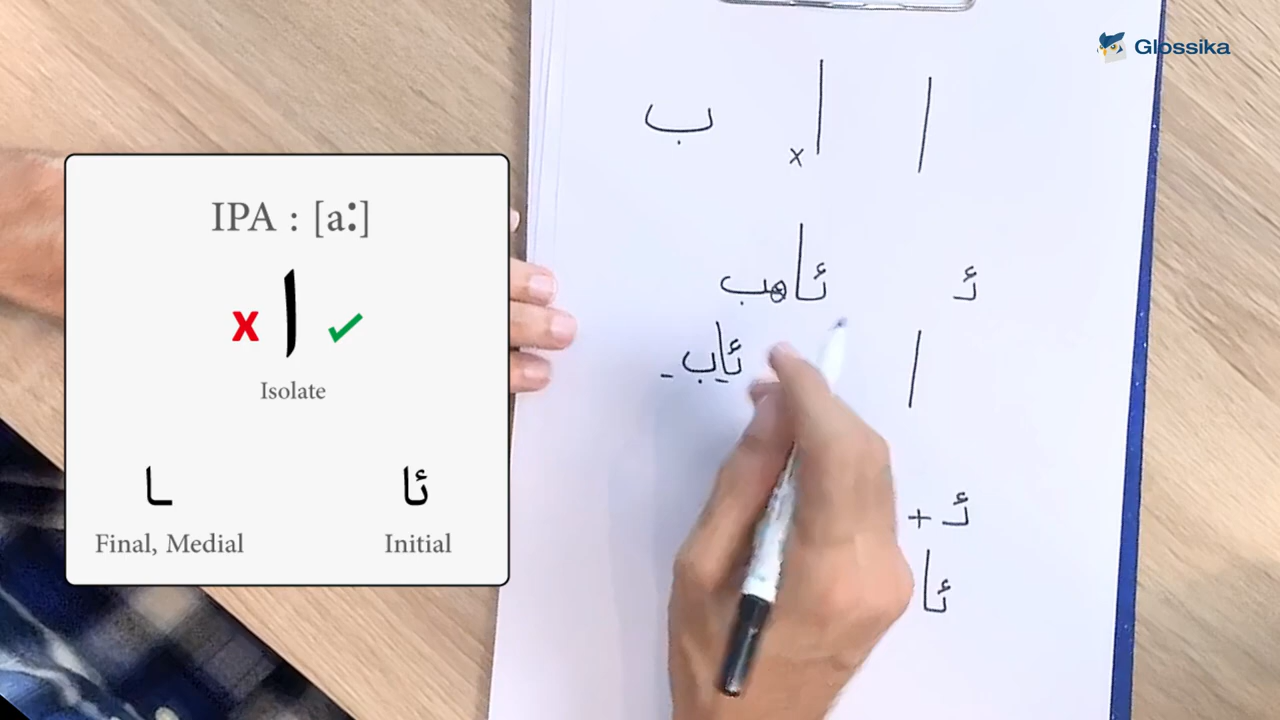 Glossika
IPA : [aː]
x ا ✓
Isolate
ـا
ئا
Final, Medial
Initial
ا ا x ب
ئـ
ئاهب
ا
ئاب -
ئـ +
ئا